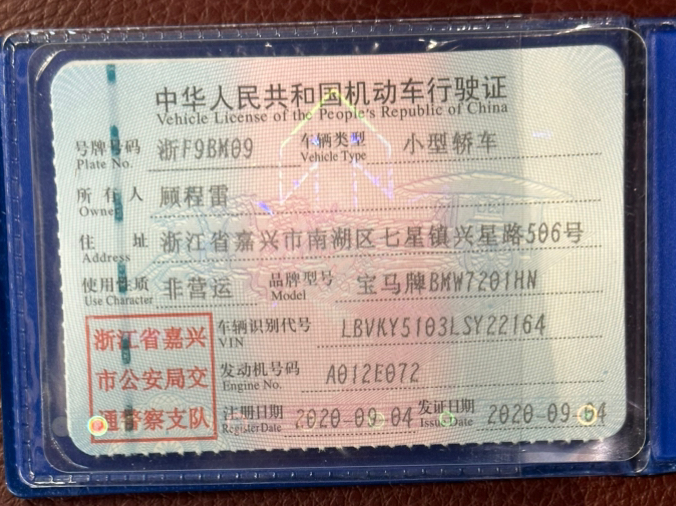 中华人民共和国机动车行驶证
Vehicle License of the People's Republic of China
号牌号码 浙F9BM09 车辆类型 小型轿车
Plate No. Vehicle Type
所有人 顾程雷
Owner
住址 浙江省嘉兴市南湖区七星镇兴星路506号
Address
使用性质 非营运 品牌型号 宝马牌BMW7201HN
Use Character Model
浙江省嘉兴
市公安局交
通警察支队
车辆识别代号 LBVKY5103LSY22164
VIN
发动机号码 A012E072
Engine No.
注册日期 2020-09-04 发证日期 2020-09-04
Register Date Issue Date